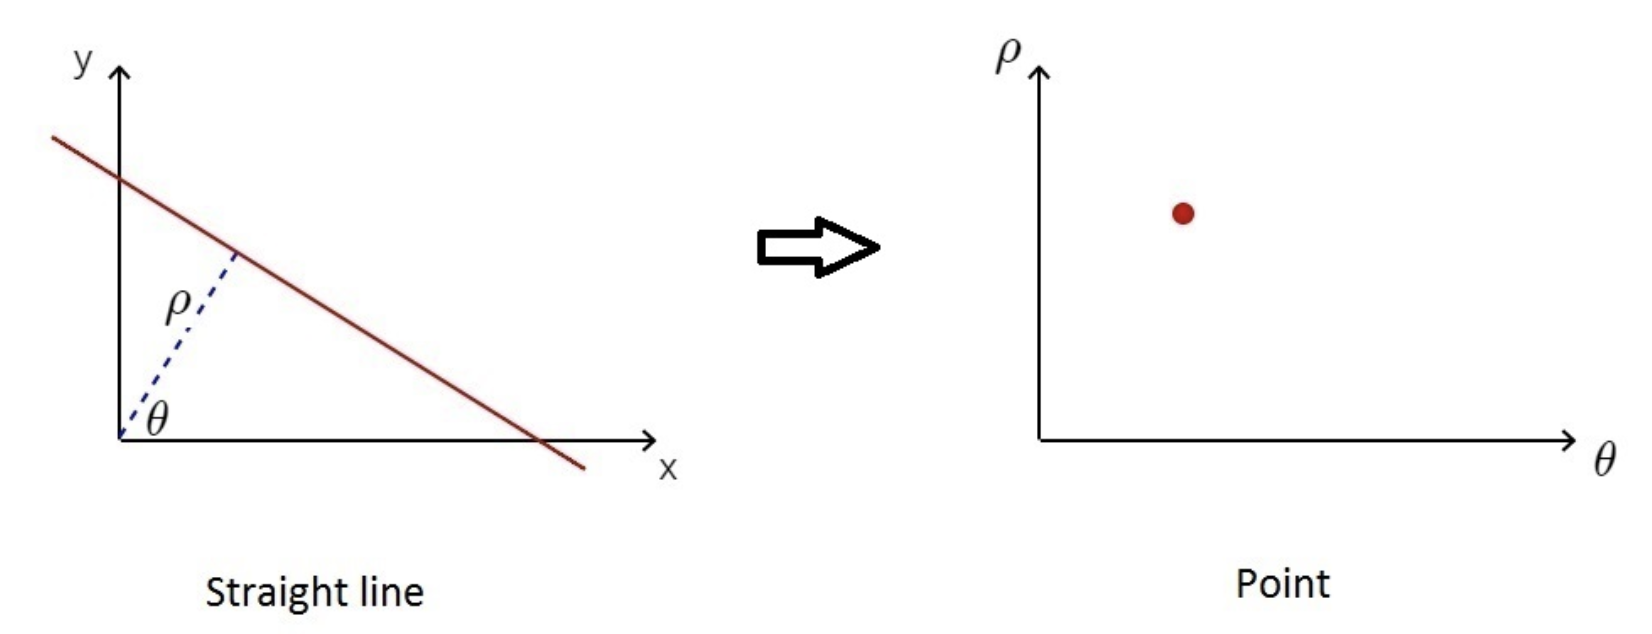 y
ρ
θ
x
Straight line
ρ
θ
Point